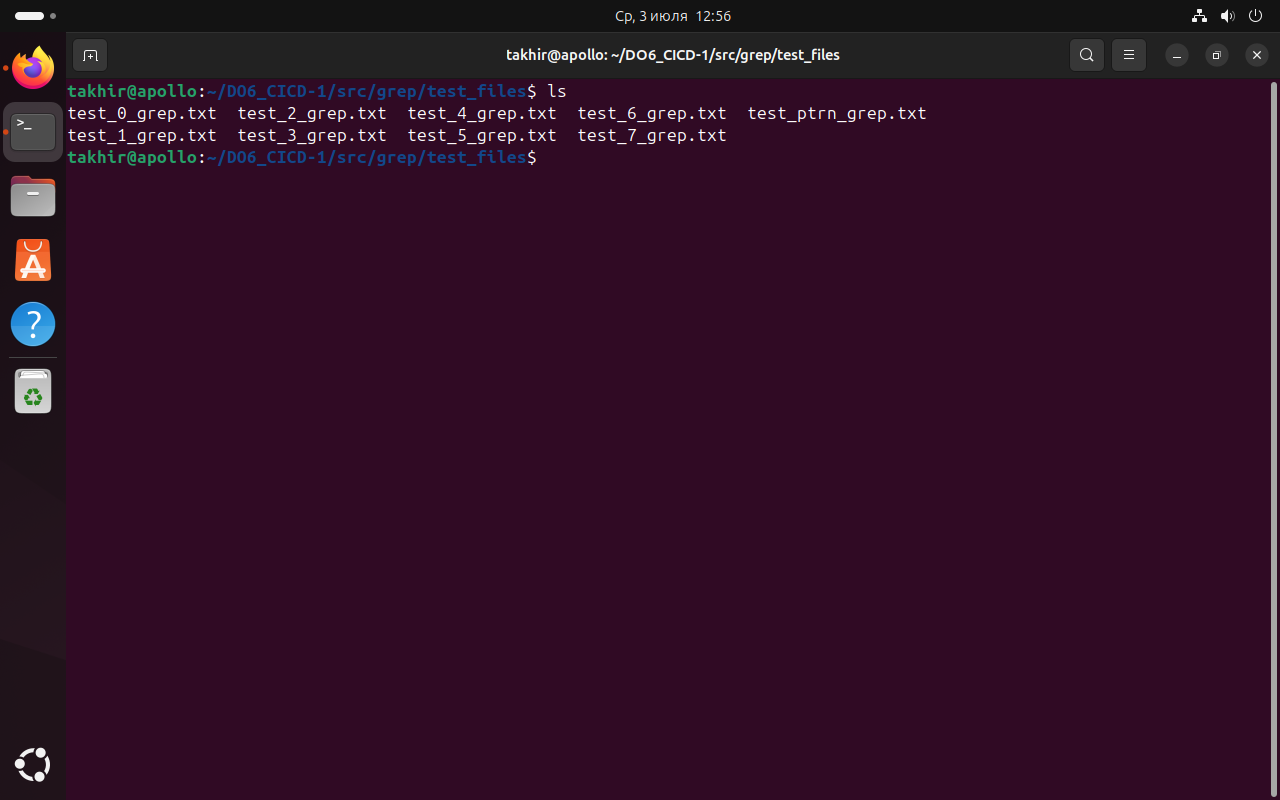 Ср, 3 июля 12:56
takhir@apollo: ~/DO6_CICD-1/src/grep/test_files
takhir@apollo:~/DO6_CICD-1/src/grep/test_files$ ls
test_0_grep.txt  test_2_grep.txt  test_4_grep.txt  test_6_grep.txt  test_ptrn_grep.txt
test_1_grep.txt  test_3_grep.txt  test_5_grep.txt  test_7_grep.txt
takhir@apollo:~/DO6_CICD-1/src/grep/test_files$